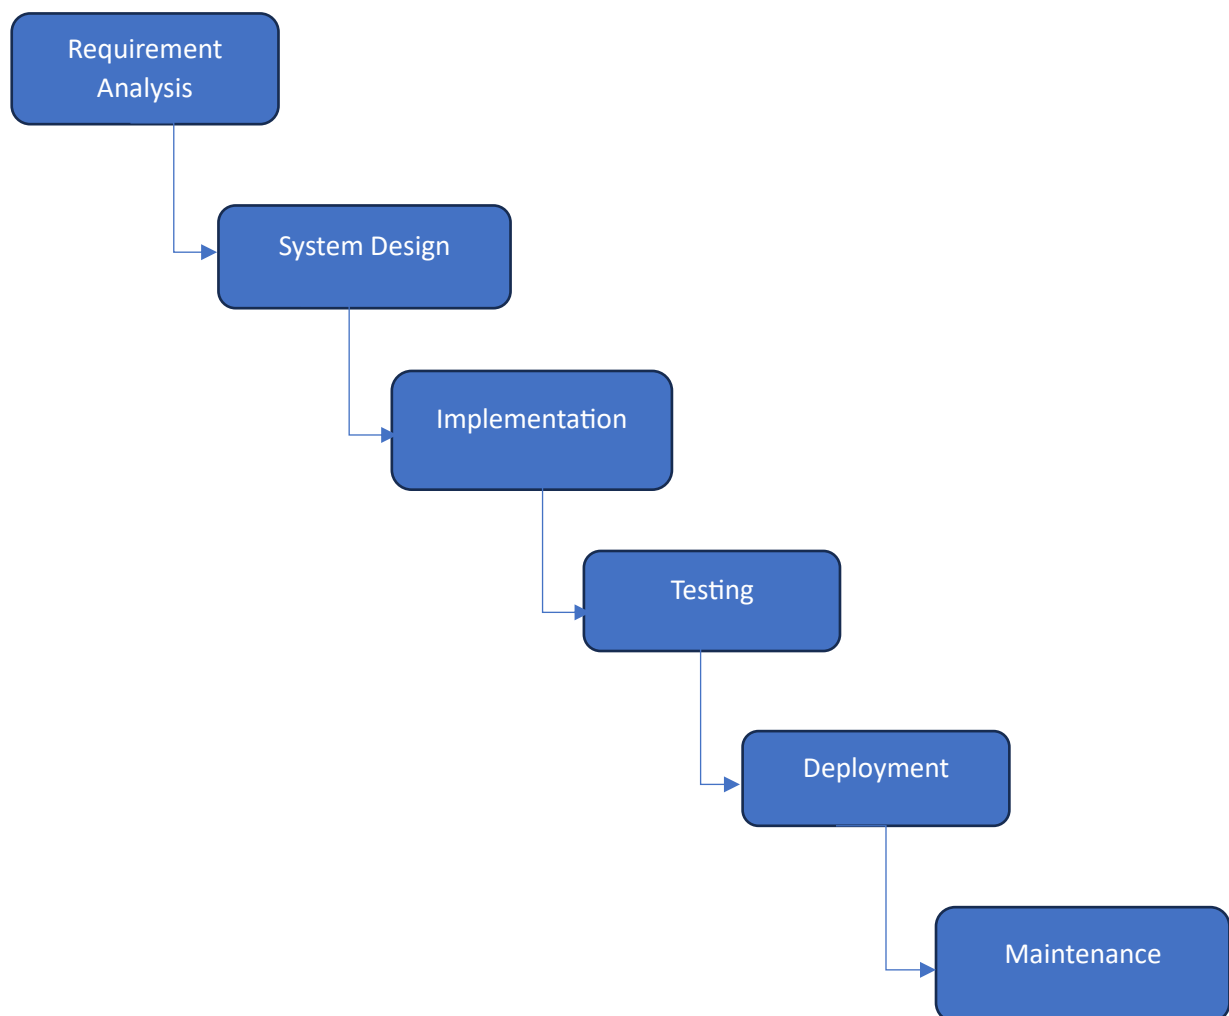 Requirement
Analysis
System Design
Implementation
Testing
Deployment
Maintenance